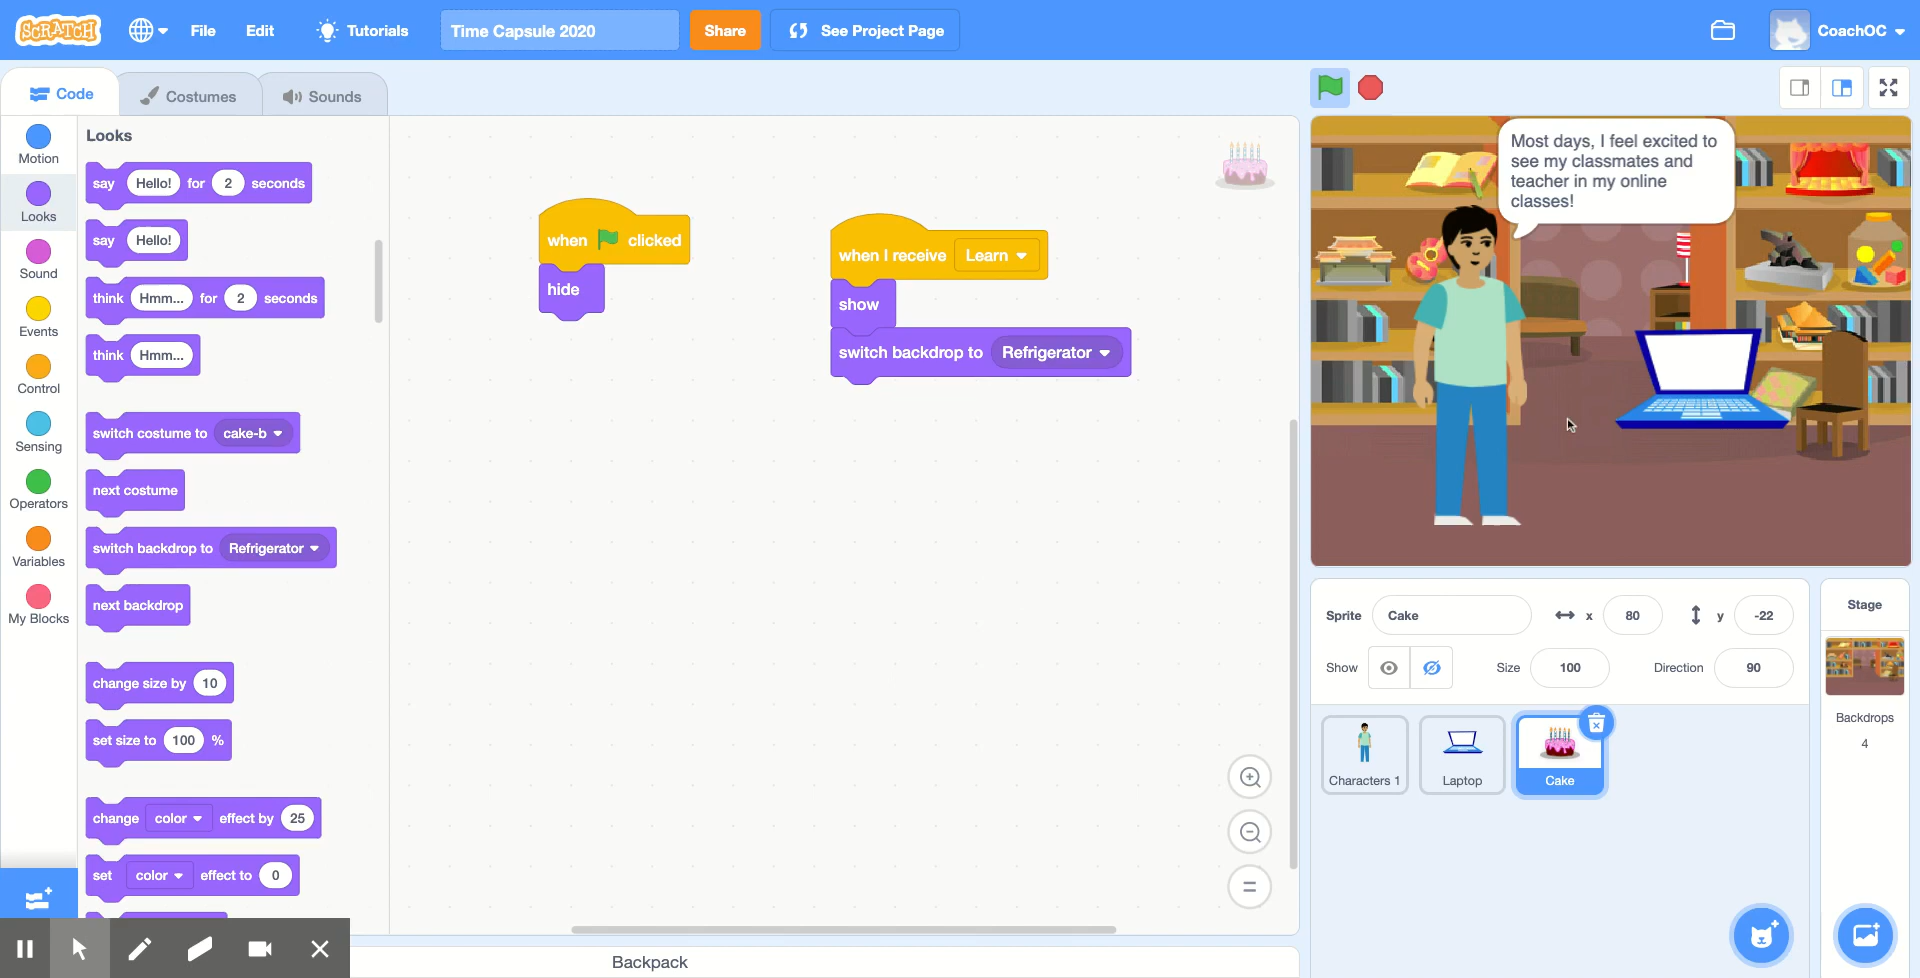 SCRATCH
File
Edit
Tutorials
Time Capsule 2020
Share
See Project Page
CoachOC
Code
Costumes
Sounds
Motion
Looks
Sound
Events
Control
Sensing
Operators
Variables
My Blocks
Looks
say Hello! for 2 seconds
say Hello!
think Hmm... for 2 seconds
think Hmm...
switch costume to cake-b
next costume
switch backdrop to Refrigerator
next backdrop
change size by 10
set size to 100 %
change color effect by 25
set color effect to 0
when clicked
hide
when I receive Learn
show
switch backdrop to Refrigerator
Backpack
Most days, I feel excited to
see my classmates and
teacher in my online
classes!
Sprite Cake x 80 y -22
Show Size 100 Direction 90
Characters 1
Laptop
Cake
Stage
Backdrops
4